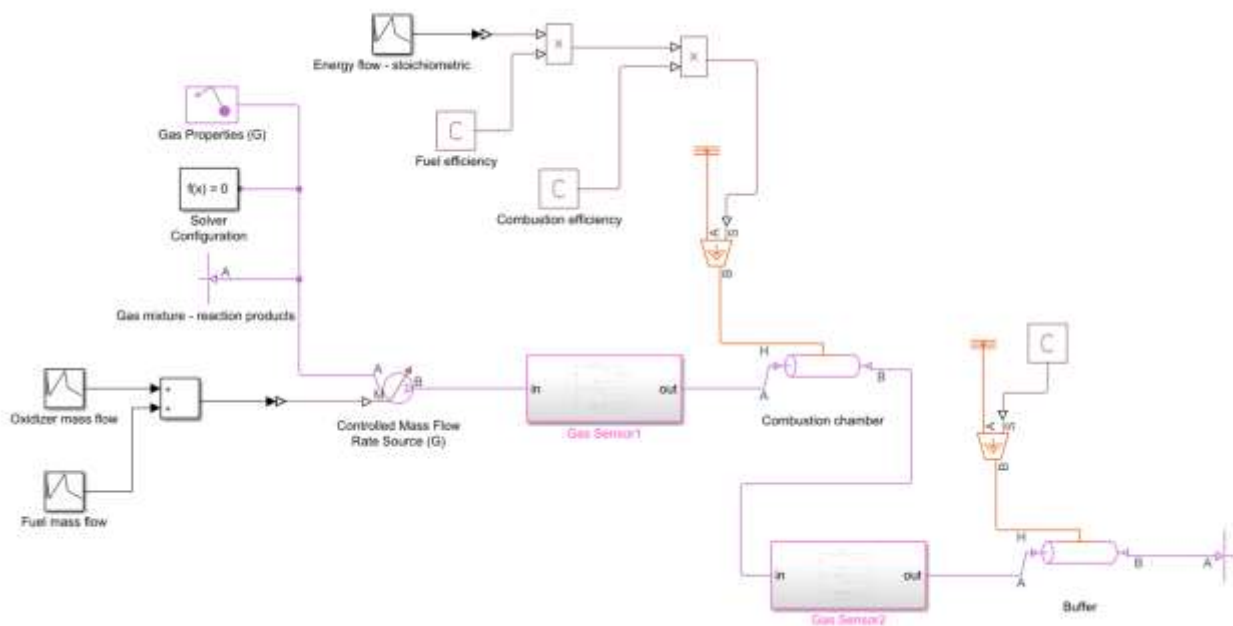 Energy flow - stoichiometric
×
×
Gas Properties (G)
C
Fuel efficiency
f(x) = 0
Solver
Configuration
C
Combustion efficiency
A
S
B
A
Gas mixture - reaction products
C
H
A
B
A
M
B
in
out
A
B
Oxidizer mass flow
+
+
Controlled Mass Flow
Rate Source (G)
Gas Sensor1
Combustion chamber
A
S
B
Fuel mass flow
H
in
out
A
B
A
Buffer
Gas Sensor2